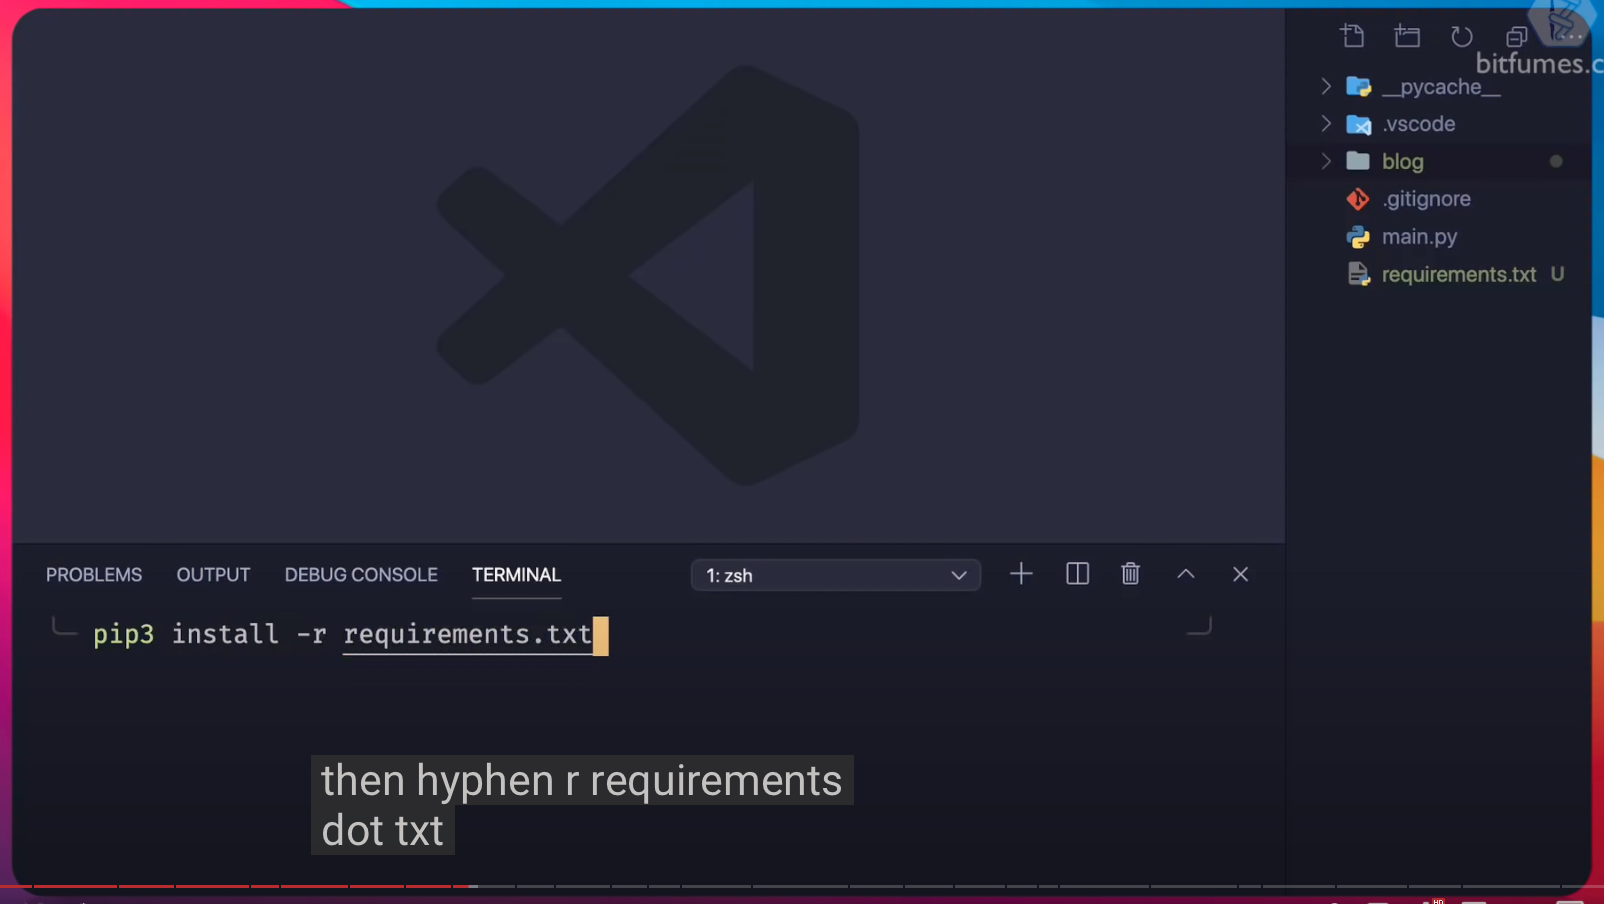 bitfumes.c
__pycache__
.vscode
blog
.gitignore
main.py
requirements.txt U
PROBLEMS OUTPUT DEBUG CONSOLE TERMINAL 1: zsh
pip3 install -r requirements.txt
then hyphen r requirements
dot txt
HD